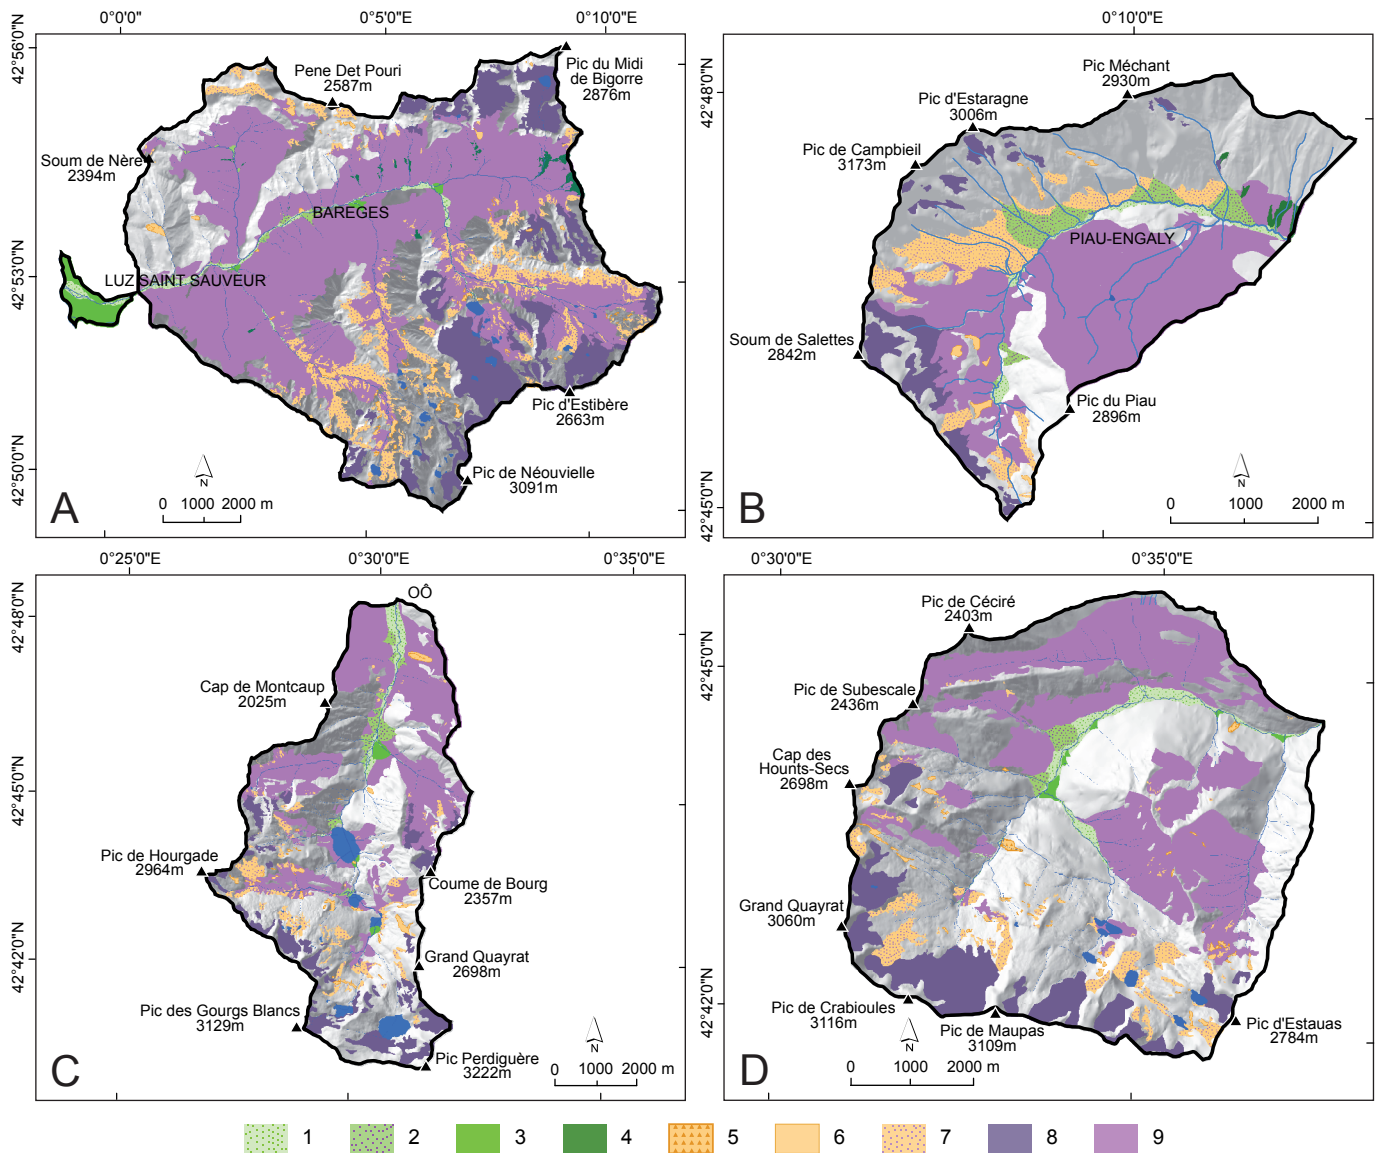 0°0'0"
0°5'0"E
0°10'0"E
42°56'0"N
42°53'0"N
42°50'0"N
Pene Det Pouri
2587m
Pic du Midi
de Bigorre
2876m
Soum de Nère
2394m
BAREGES
LUZ SAINT SAUVEUR
Pic d'Estibère
2663m
Pic de Néouvielle
3091m
N
0 1000 2000 m
A
0°10'0"E
42°48'0"N
42°45'0"N
Pic Méchant
2930m
Pic d'Estaragne
3006m
Pic de Campbieil
3173m
PIAU-ENGALY
Soum de Salettes
2842m
Pic du Piau
2896m
N
0 1000 2000 m
B
0°25'0"E
0°30'0"E
0°35'0"E
42°48'0"N
42°45'0"N
42°42'0"N
OÔ
Cap de Montcaup
2025m
Pic de Hourgade
2964m
Coume de Bourg
2357m
Grand Quayrat
2698m
Pic des Gourgs Blancs
3129m
Pic Perdiguère
3222m
N
0 1000 2000 m
C
0°30'0"E
0°35'0"E
42°45'0"N
42°42'0"N
Pic de Céciré
2403m
Pic de Subescale
2436m
Cap des
Hounts-Secs
2698m
Grand Quayrat
3060m
Pic de Crabioules
3116m
Pic de Maupas
3109m
Pic d'Estauas
2784m
N
0 1000 2000 m
D
1 2 3 4 5 6 7 8 9